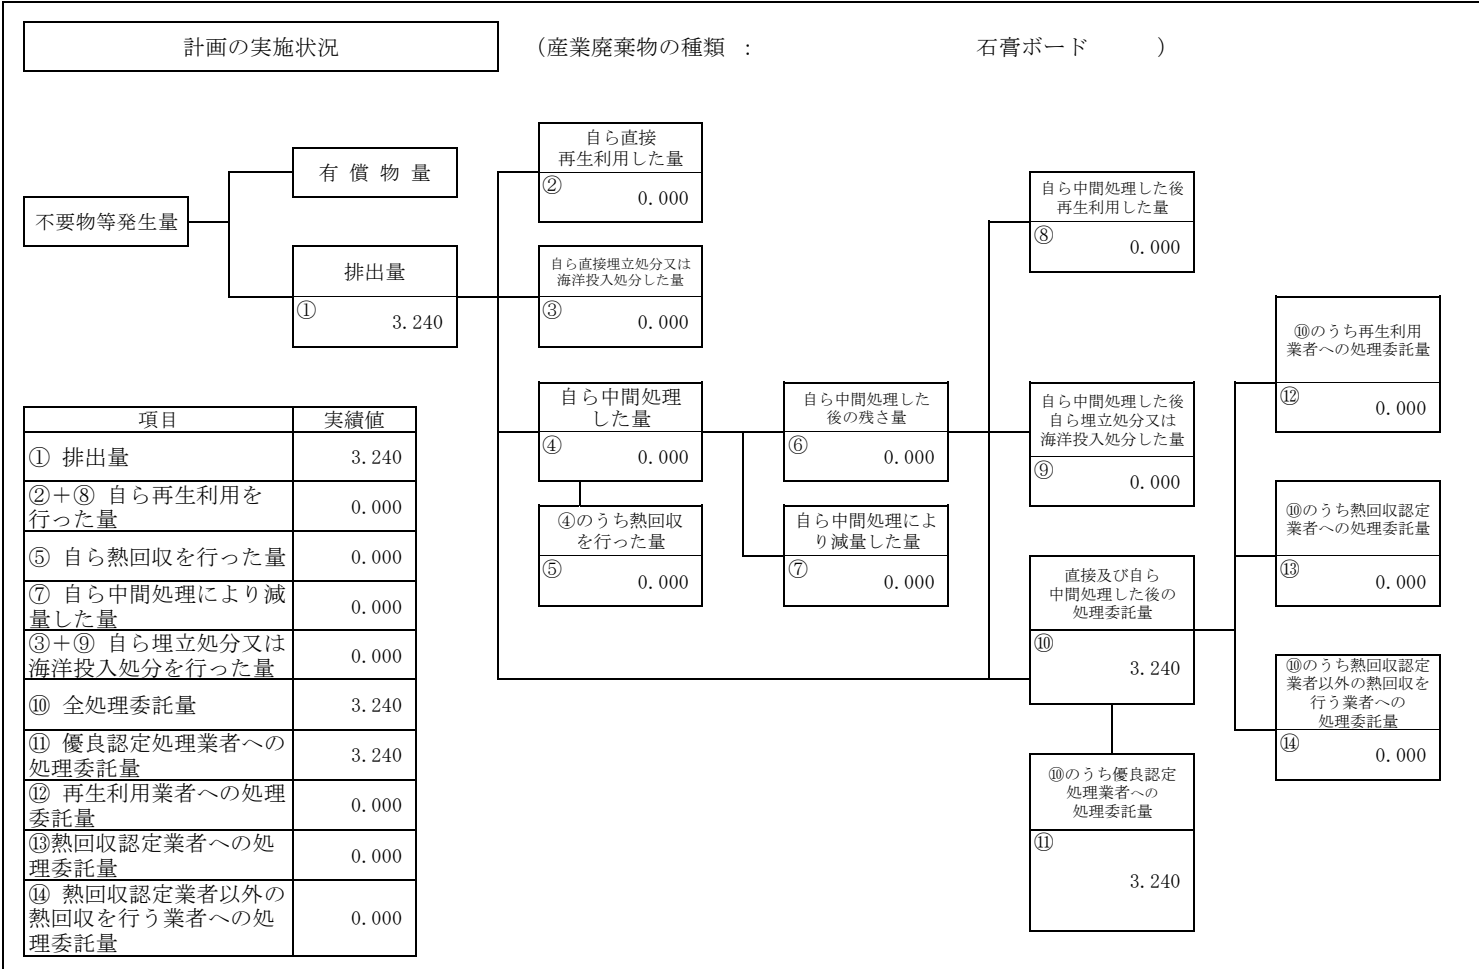 計画の実施状況
(産業廃棄物の種類 : 石膏ボード )
不要物等発生量
有 償 物 量
排出量
① 3.240
自ら直接
再生利用した量
② 0.000
自ら直接埋立処分又は
海洋投入処分した量
③ 0.000
自ら中間処理
した量
④ 0.000
④のうち熱回収
を行った量
⑤ 0.000
自ら中間処理した
後の残さ量
⑥ 0.000
自ら中間処理によ
り減量した量
⑦ 0.000
自ら中間処理した後
再生利用した量
⑧ 0.000
自ら中間処理した後
自ら埋立処分又は
海洋投入処分した量
⑨ 0.000
直接及び自ら
中間処理した後の
処理委託量
⑩ 3.240
⑩のうち優良認定
処理業者への
処理委託量
⑪ 3.240
⑩のうち再生利用
業者への処理委託量
⑫ 0.000
⑩のうち熱回収認定
業者への処理委託量
⑬ 0.000
⑩のうち熱回収認定
業者以外の熱回収を
行う業者への
処理委託量
⑭ 0.000
項目 実績値
① 排出量 3.240
②+⑧ 自ら再生利用を
行った量 0.000
⑤ 自ら熱回収を行った量 0.000
⑦ 自ら中間処理により減
量した量 0.000
③+⑨ 自ら埋立処分又は
海洋投入処分を行った量 0.000
⑩ 全処理委託量 3.240
⑪ 優良認定処理業者への
処理委託量 3.240
⑫ 再生利用業者への処理
委託量 0.000
⑬熱回収認定業者への処
理委託量 0.000
⑭ 熱回収認定業者以外の
熱回収を行う業者への処 0.000
理委託量